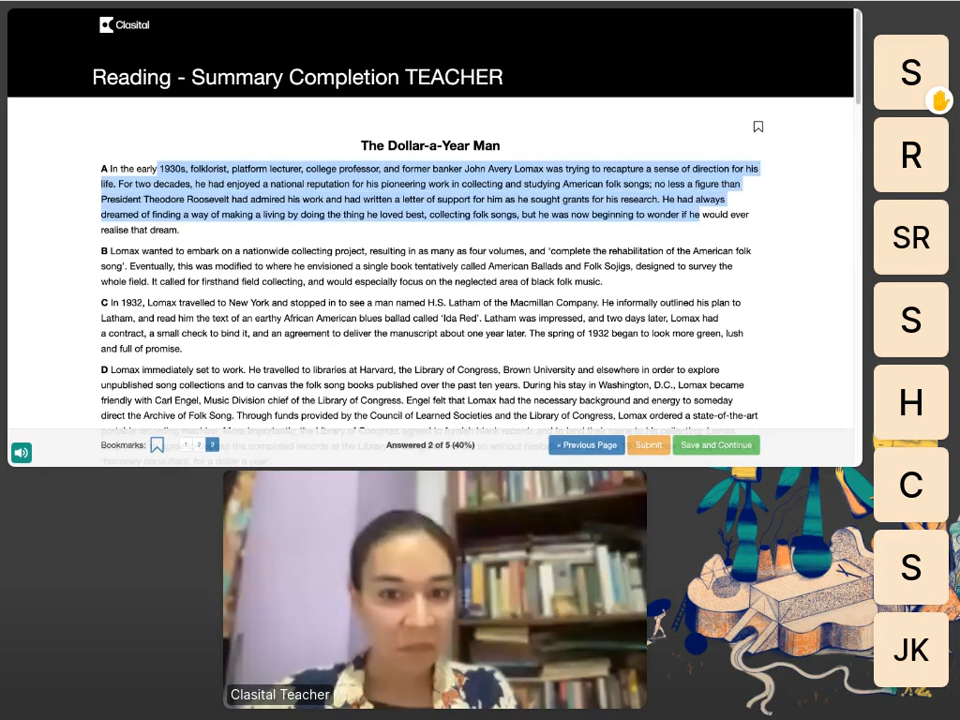 Clasital
Reading - Summary Completion TEACHER
The Dollar-a-Year Man
A In the early 1930s, folklorist, platform lecturer, college professor, and former banker John Avery Lomax was trying to recapture a sense of direction for his
life. For two decades, he had enjoyed a national reputation for his pioneering work in collecting and studying American folk songs; no less a figure than
President Theodore Roosevelt had admired his work and had written a letter of support for him as he sought grants for his research. He had always
dreamed of finding a way of making a living by doing the thing he loved best, collecting folk songs, but he was now beginning to wonder if he would ever
realise that dream.
B Lomax wanted to embark on a nationwide collecting project, resulting in as many as four volumes, and ‘complete the rehabilitation of the American folk
song’. Eventually, this was modified to where he envisioned a single book tentatively called American Ballads and Folk Sojigs, designed to survey the
whole field. It called for firsthand field collecting, and would especially focus on the neglected area of black folk music.
C In 1932, Lomax travelled to New York and stopped in to see a man named H.S. Latham of the Macmillan Company. He informally outlined his plan to
Latham, and read him the text of an earthy African American blues ballad called ‘Ida Red’. Latham was impressed, and two days later, Lomax had
a contract, a small check to bind it, and an agreement to deliver the manuscript about one year later. The spring of 1932 began to look more green, lush
and full of promise.
D Lomax immediately set to work. He travelled to libraries at Harvard, the Library of Congress, Brown University and elsewhere in order to explore
unpublished song collections and to canvas the folk song books published over the past ten years. During his stay in Washington, D.C., Lomax became
friendly with Carl Engel, Music Division chief of the Library of Congress. Engel felt that Lomax had the necessary background and energy to someday
direct the Archive of Folk Song. Through funds provided by the Council of Learned Societies and the Library of Congress, Lomax ordered a state-of-the-art
Bookmarks: 1 2 3 Answered 2 of 5 (40%) « Previous Page Submit Save and Continue
'honorary consultant' for a dollar a year
S
R
SR
S
H
C
S
JK
Clasital Teacher